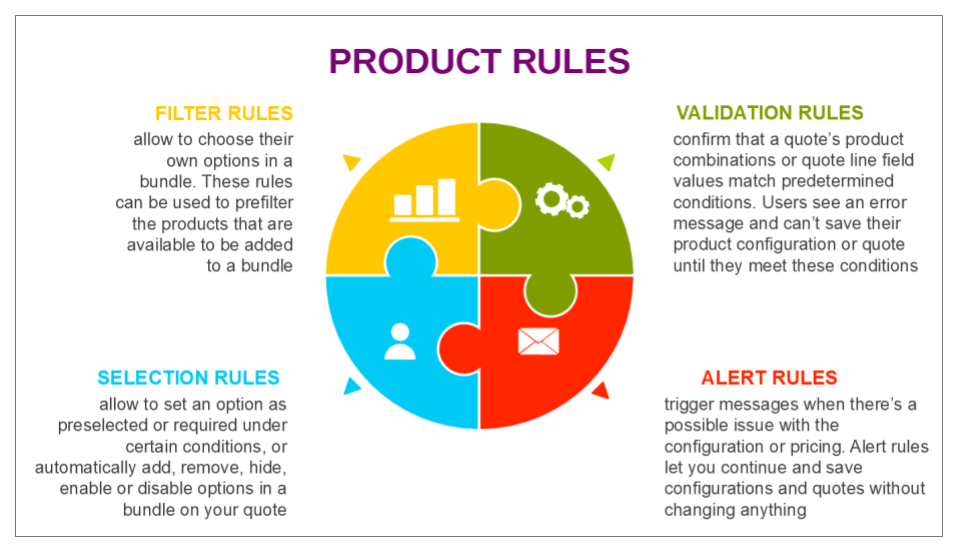 PRODUCT RULES
FILTER RULES
allow to choose their
own options in a
bundle. These rules
can be used to prefilter
the products that are
available to be added
to a bundle
VALIDATION RULES
confirm that a quote's product
combinations or quote line field
values match predetermined
conditions. Users see an error
message and can't save their
product configuration or quote
until they meet these conditions
SELECTION RULES
allow to set an option as
preselected or required under
certain conditions, or
automatically add, remove, hide,
enable or disable options in a
bundle on your quote
ALERT RULES
trigger messages when there's a
possible issue with the
configuration or pricing. Alert rules
let you continue and save
configurations and quotes without
changing anything